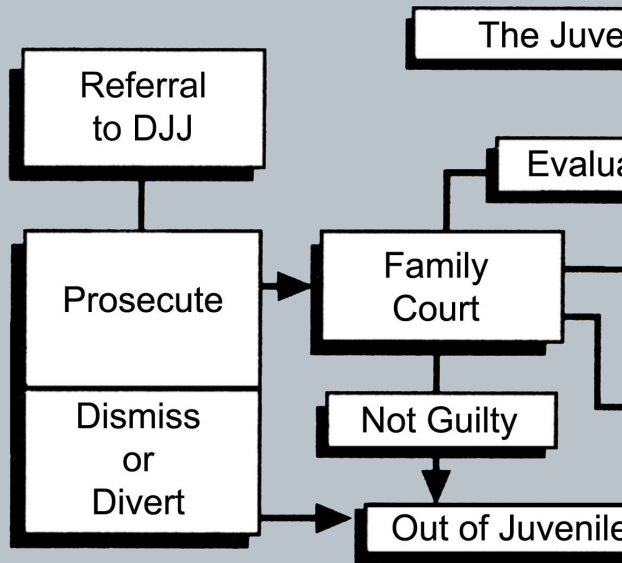 The Juve
Referral
to DJJ
Evalua
Prosecute
Family
Court
Dismiss
or
Divert
Not Guilty
Out of Juvenile